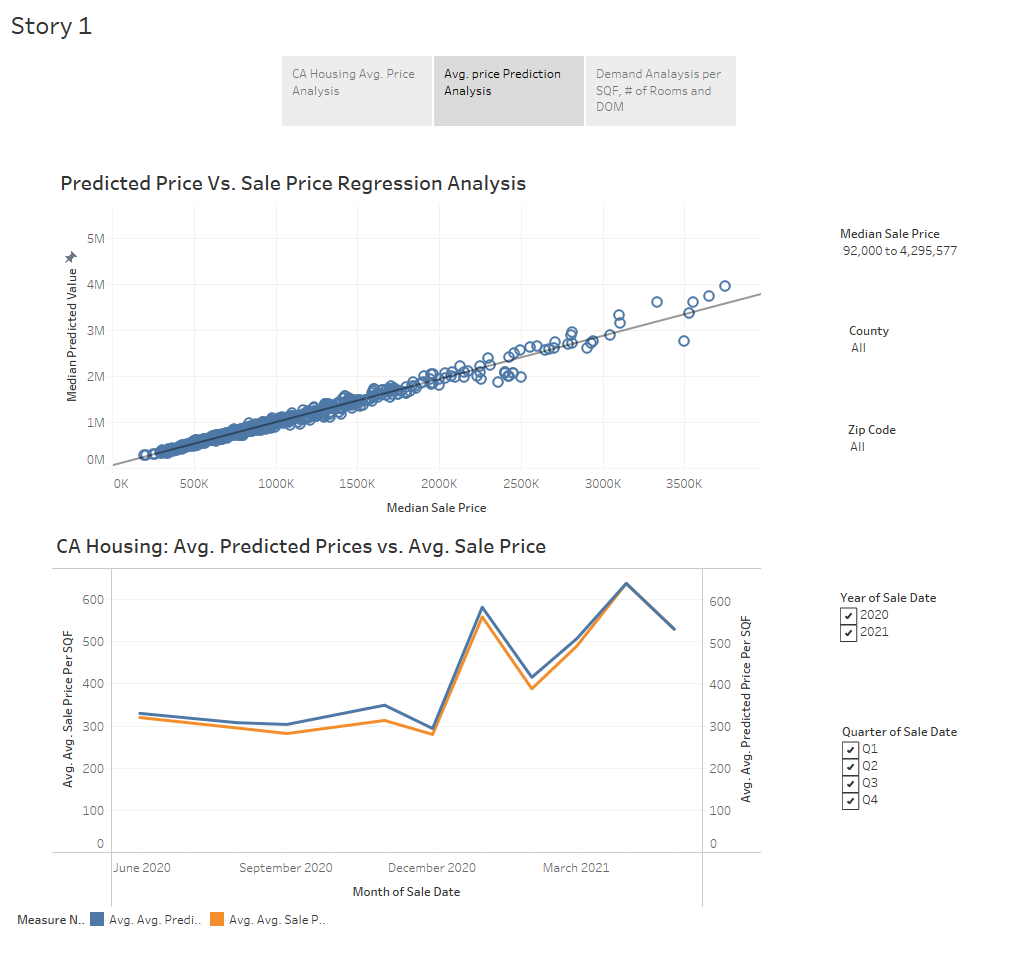 Story 1
CA Housing Avg. Price
Analysis
Avg. price Prediction
Analysis
Demand Analaysis per
SQF, # of Rooms and
DOM
Predicted Price Vs. Sale Price Regression Analysis
Median Predicted Value
5M
4M
3M
2M
1M
0M
0K 500K 1000K 1500K 2000K 2500K 3000K 3500K
Median Sale Price
Median Sale Price
92,000 to 4,295,577
County
All
Zip Code
All
CA Housing: Avg. Predicted Prices vs. Avg. Sale Price
Avg. Avg. Sale Price Per SQF
600
500
400
300
200
100
0
600
500
400
300
200
100
0
Avg. Avg. Predicted Price Per SQF
June 2020 September 2020 December 2020 March 2021
Month of Sale Date
Year of Sale Date
2020
2021
Quarter of Sale Date
Q1
Q2
Q3
Q4
Measure N.. Avg. Avg. Predi.. Avg. Avg. Sale P..